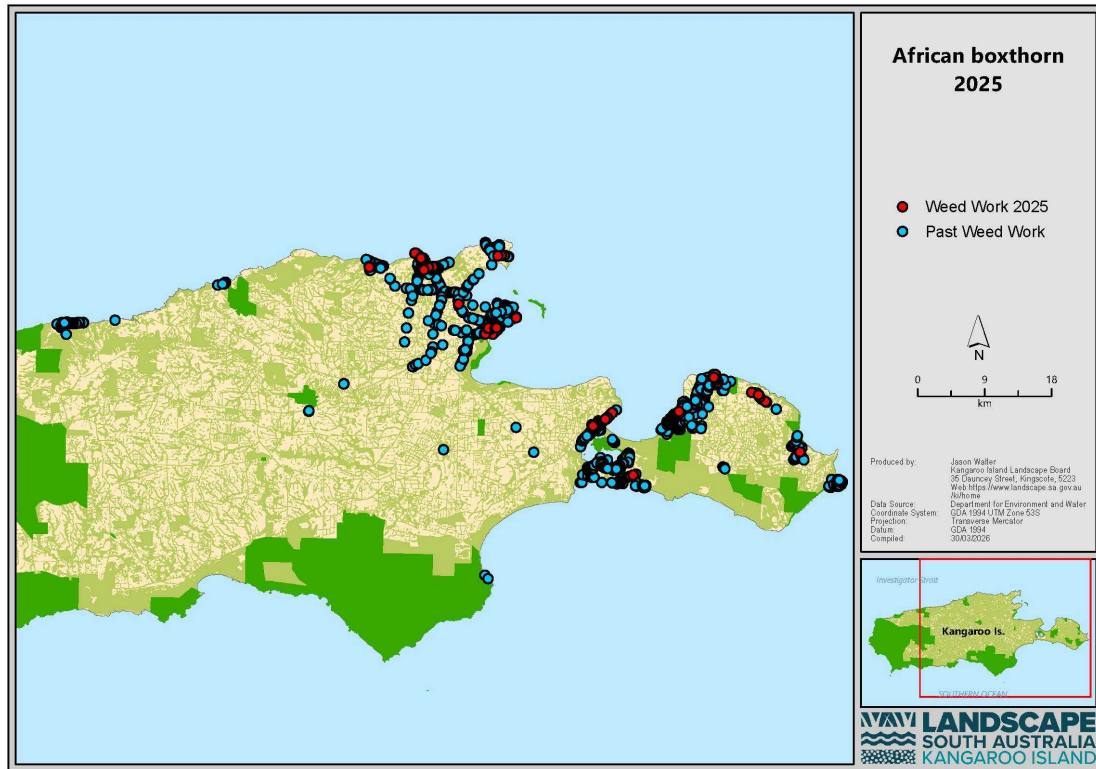 African boxthorn
2025
Weed Work 2025
Past Weed Work
N
0 9 18
km
Produced by: Jason Walter
Kangaroo Island Landscape Board
35 Dauncey Street, Kingscote, 5223
Web https://www.landscape.sa.gov.au
/ki/home
Data Source: Department for Environment and Water
Coordinate System: GDA 1994 UTM Zone 53S
Projection: Transverse Mercator
Datum: GDA 1994
Compiled: 30/03/2026
Investigator Strait
Kangaroo Is.
SOUTHERN OCEAN
LANDSCAPE
SOUTH AUSTRALIA
KANGAROO ISLAND